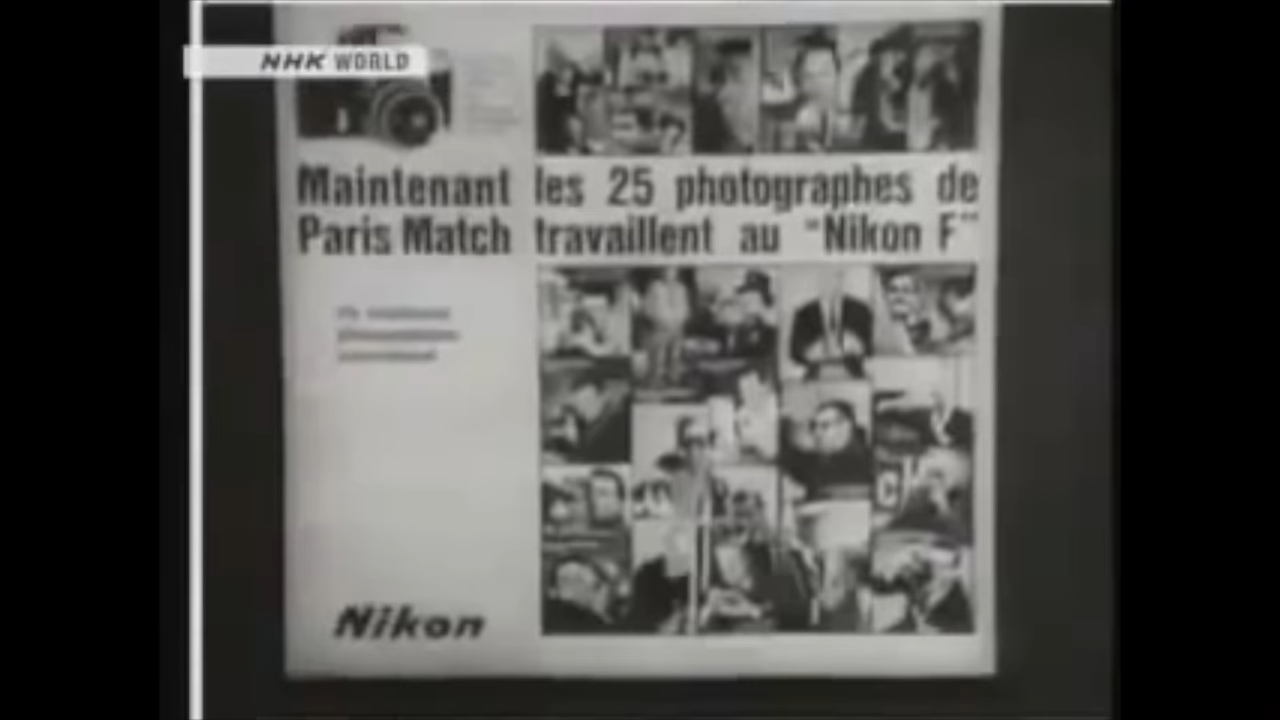 NHK WORLD
Maintenant les 25 photographes de
Paris Match travaillent au "Nikon F"
Nikon